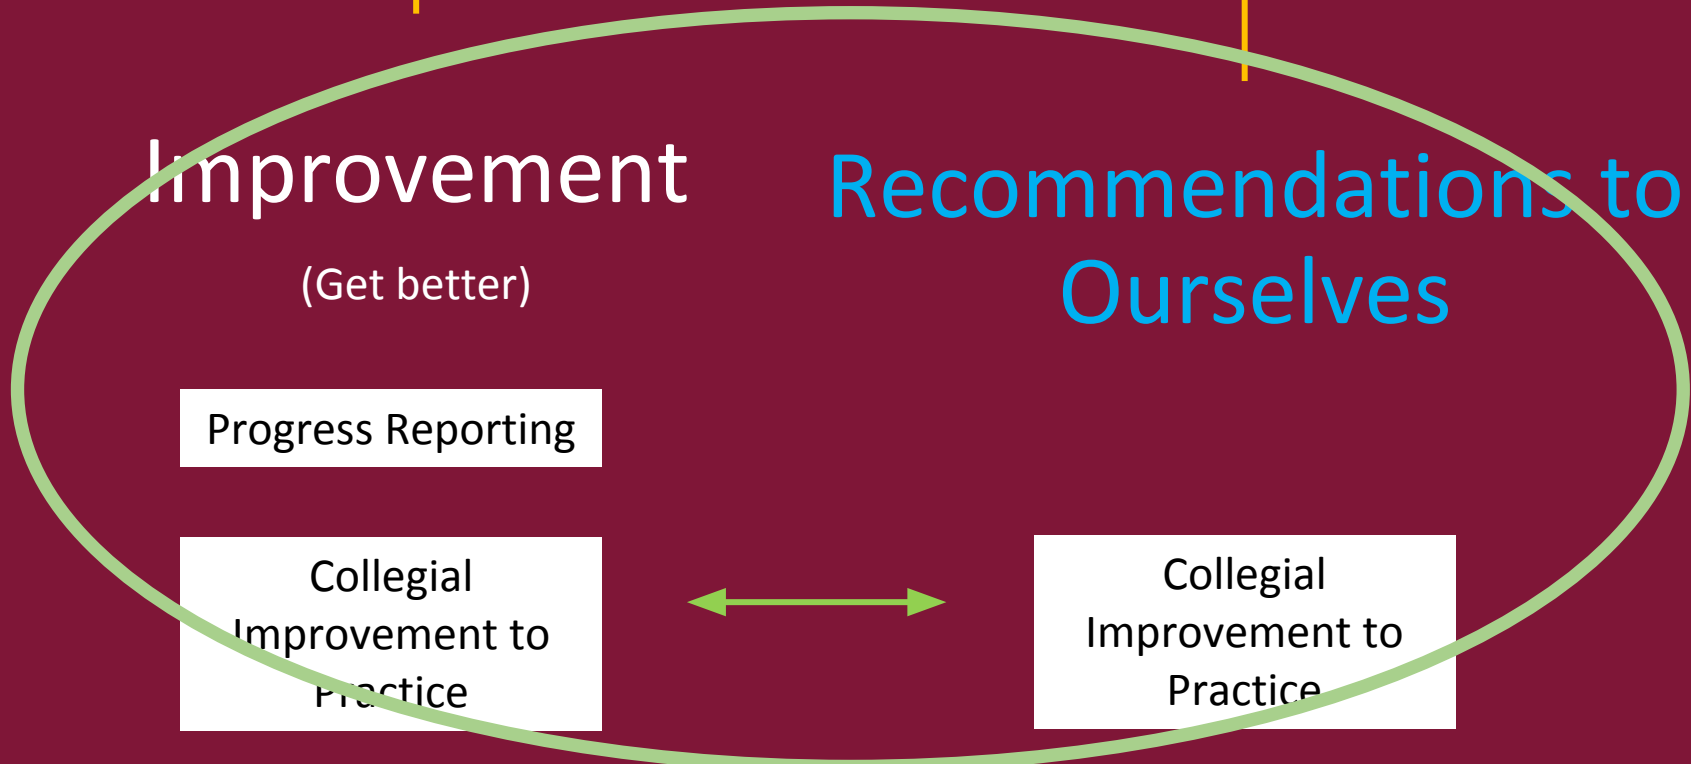 Improvement
(Get better)
Recommendations to
Ourselves
Progress Reporting
Collegial
Improvement to
Practice
Collegial
Improvement to
Practice